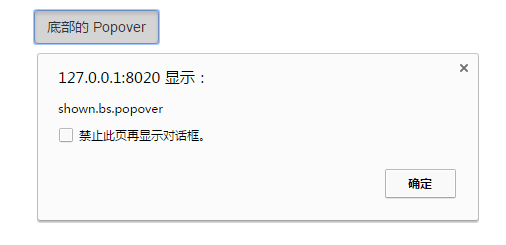 底部的 Popover
127.0.0.1:8020 显示：
shown.bs.popover
禁止此页再显示对话框。
确定